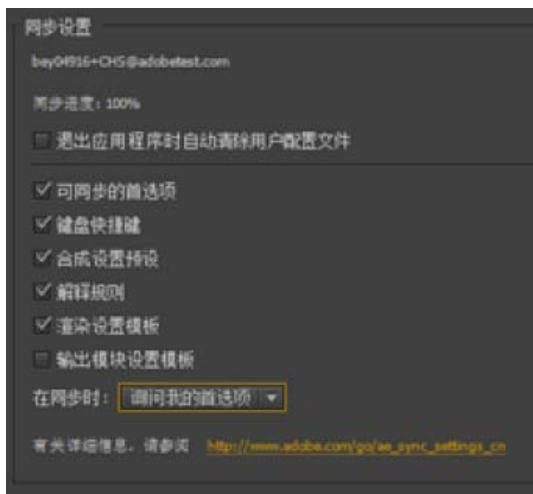 同步设置
bey04916+CHS@adobetest.com
同步进度: 100%
退出应用程序时自动清除用户配置文件
可同步的首选项
键盘快捷键
合成设置预设
解释规则
渲染设置模板
输出模块设置模板
在同步时: 询问我的首选项
有关详细信息，请参阅 http://www.adobe.com/go/ae_sync_settings_cn